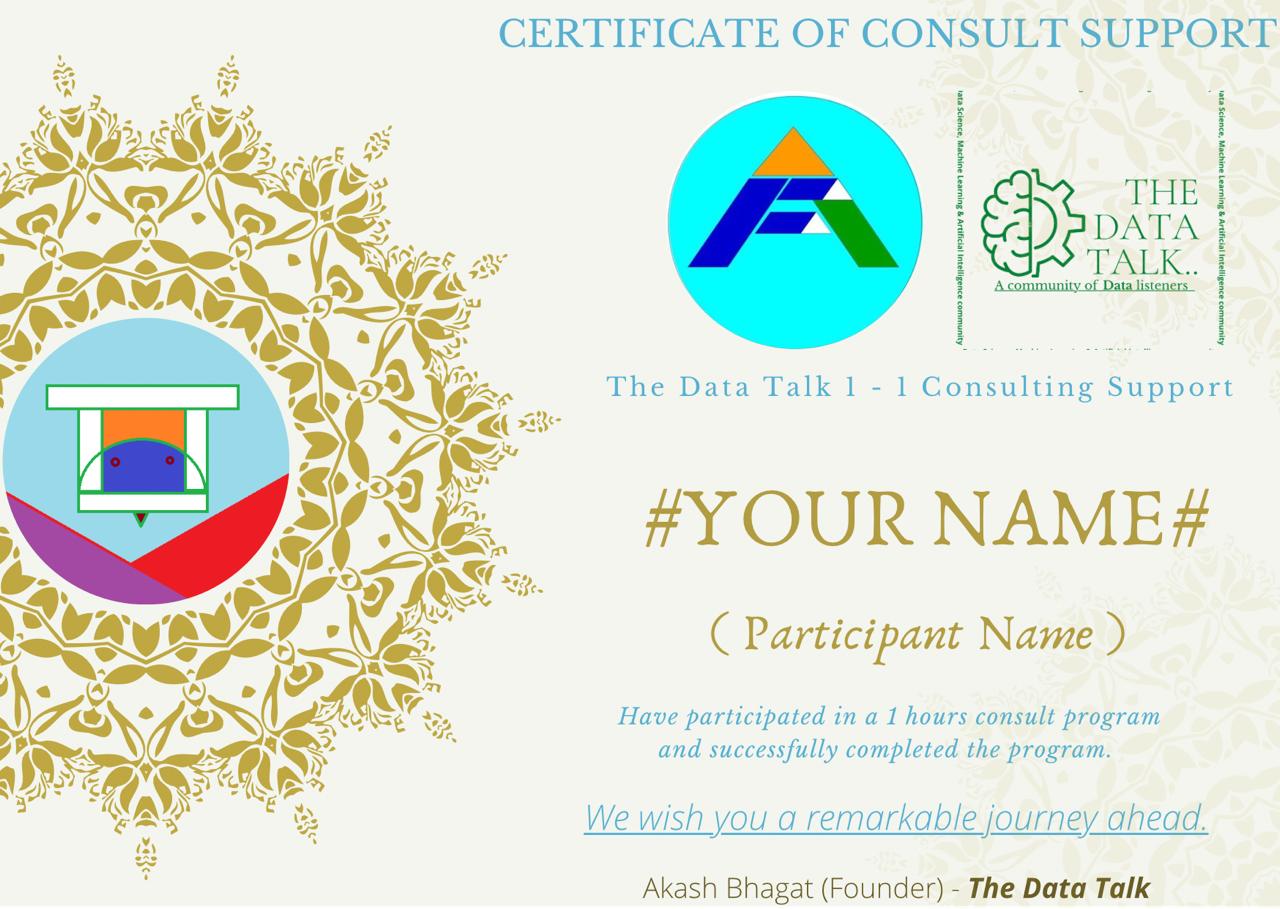 CERTIFICATE OF CONSULT SUPPORT
THE
DATA
TALK..
A community of Data listeners
ata Science, Machine Learning & Artificial Intelligence community
ata Science, Machine Learning & Artificial Intelligence community
The Data Talk 1 - 1 Consulting Support
#YOUR NAME#
( Participant Name )
Have participated in a 1 hours consult program
and successfully completed the program.
We wish you a remarkable journey ahead.
Akash Bhagat (Founder) - The Data Talk